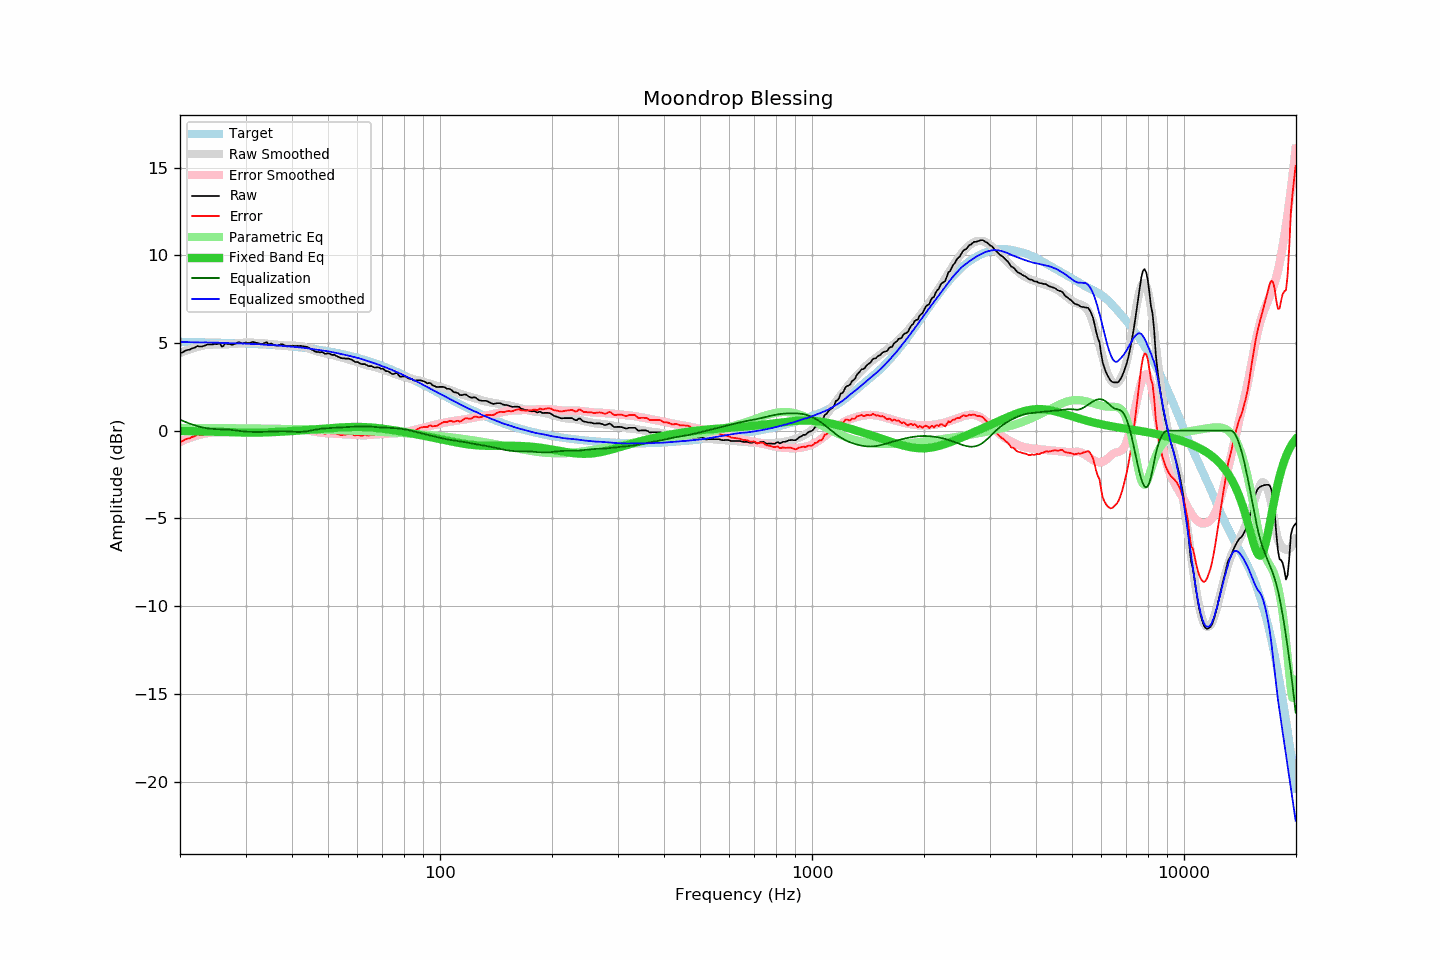 Moondrop Blessing
Target
Raw Smoothed
Error Smoothed
Raw
Error
Parametric Eq
Fixed Band Eq
Equalization
Equalized smoothed
15
10
5
0
−5
−10
−15
−20
Amplitude (dBr)
100 1000 10000
Frequency (Hz)